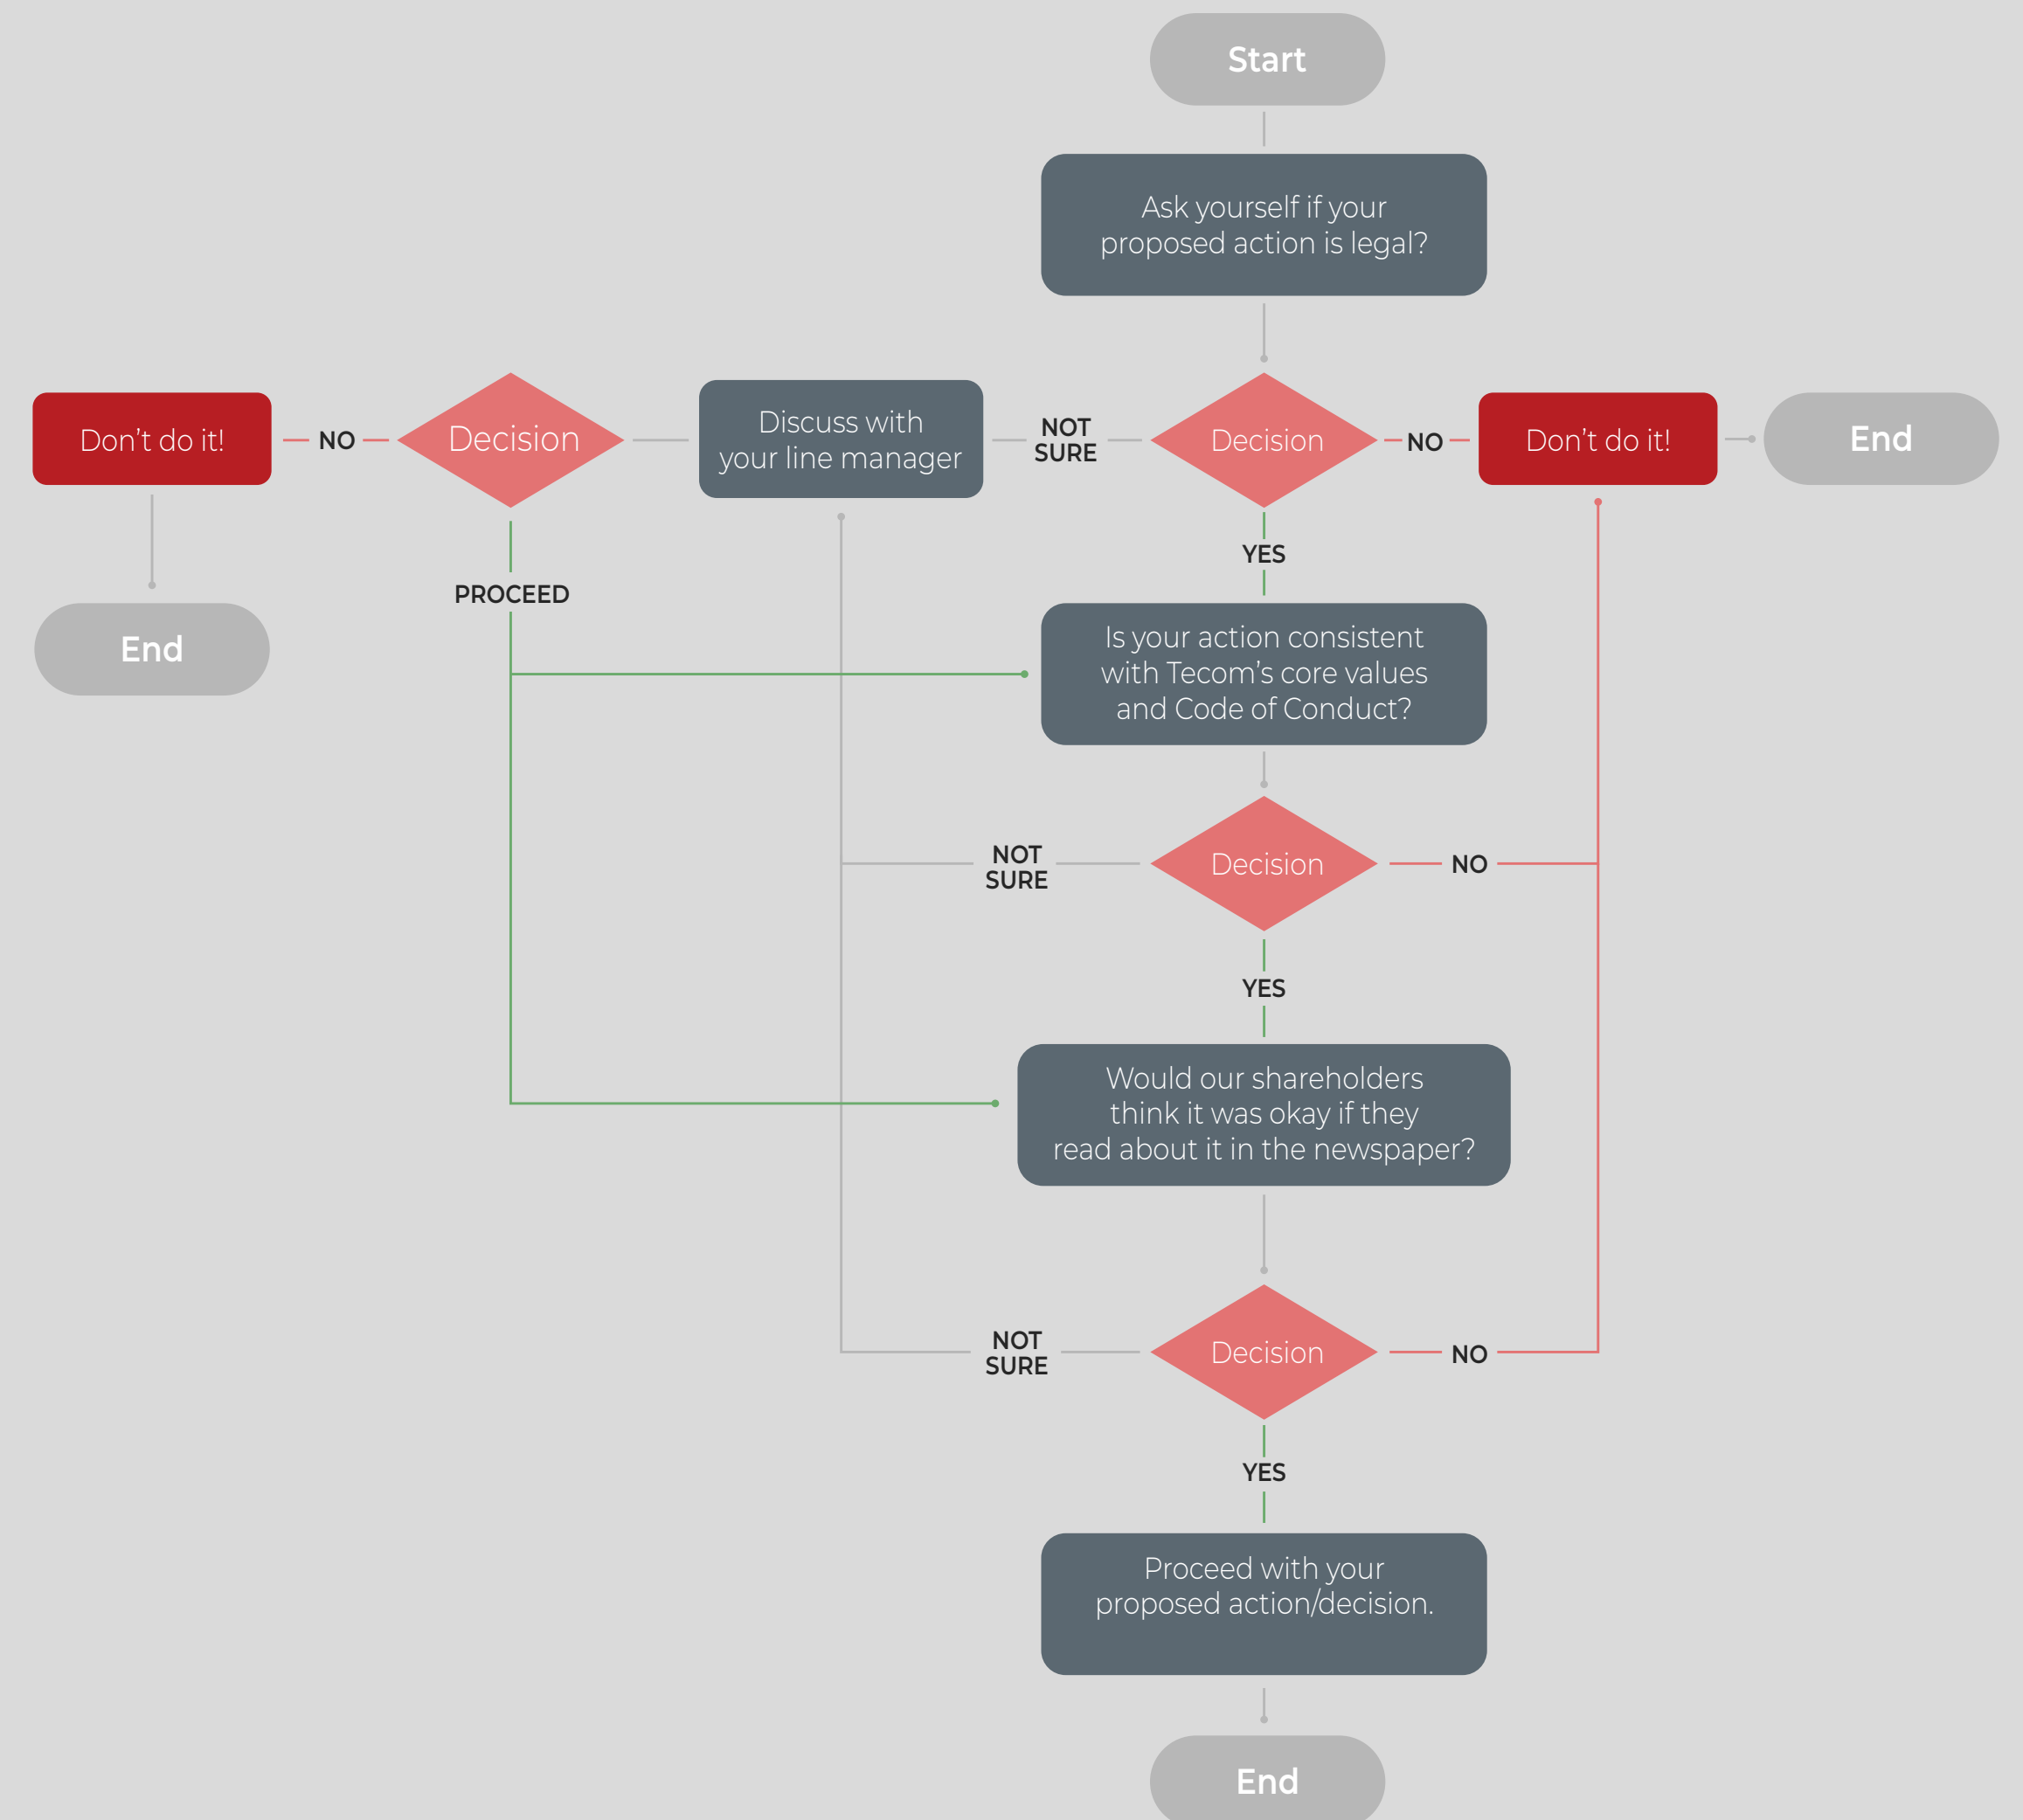 Start
Ask yourself if your
proposed action is legal?
Don’t do it!
NO
Decision
Discuss with
your line manager
NOT
SURE
Decision
NO
Don’t do it!
End
YES
PROCEED
End
Is your action consistent
with Tecom’s core values
and Code of Conduct?
NOT
SURE
Decision
NO
YES
Would our shareholders
think it was okay if they
read about it in the newspaper?
NOT
SURE
Decision
NO
YES
Proceed with your
proposed action/decision.
End